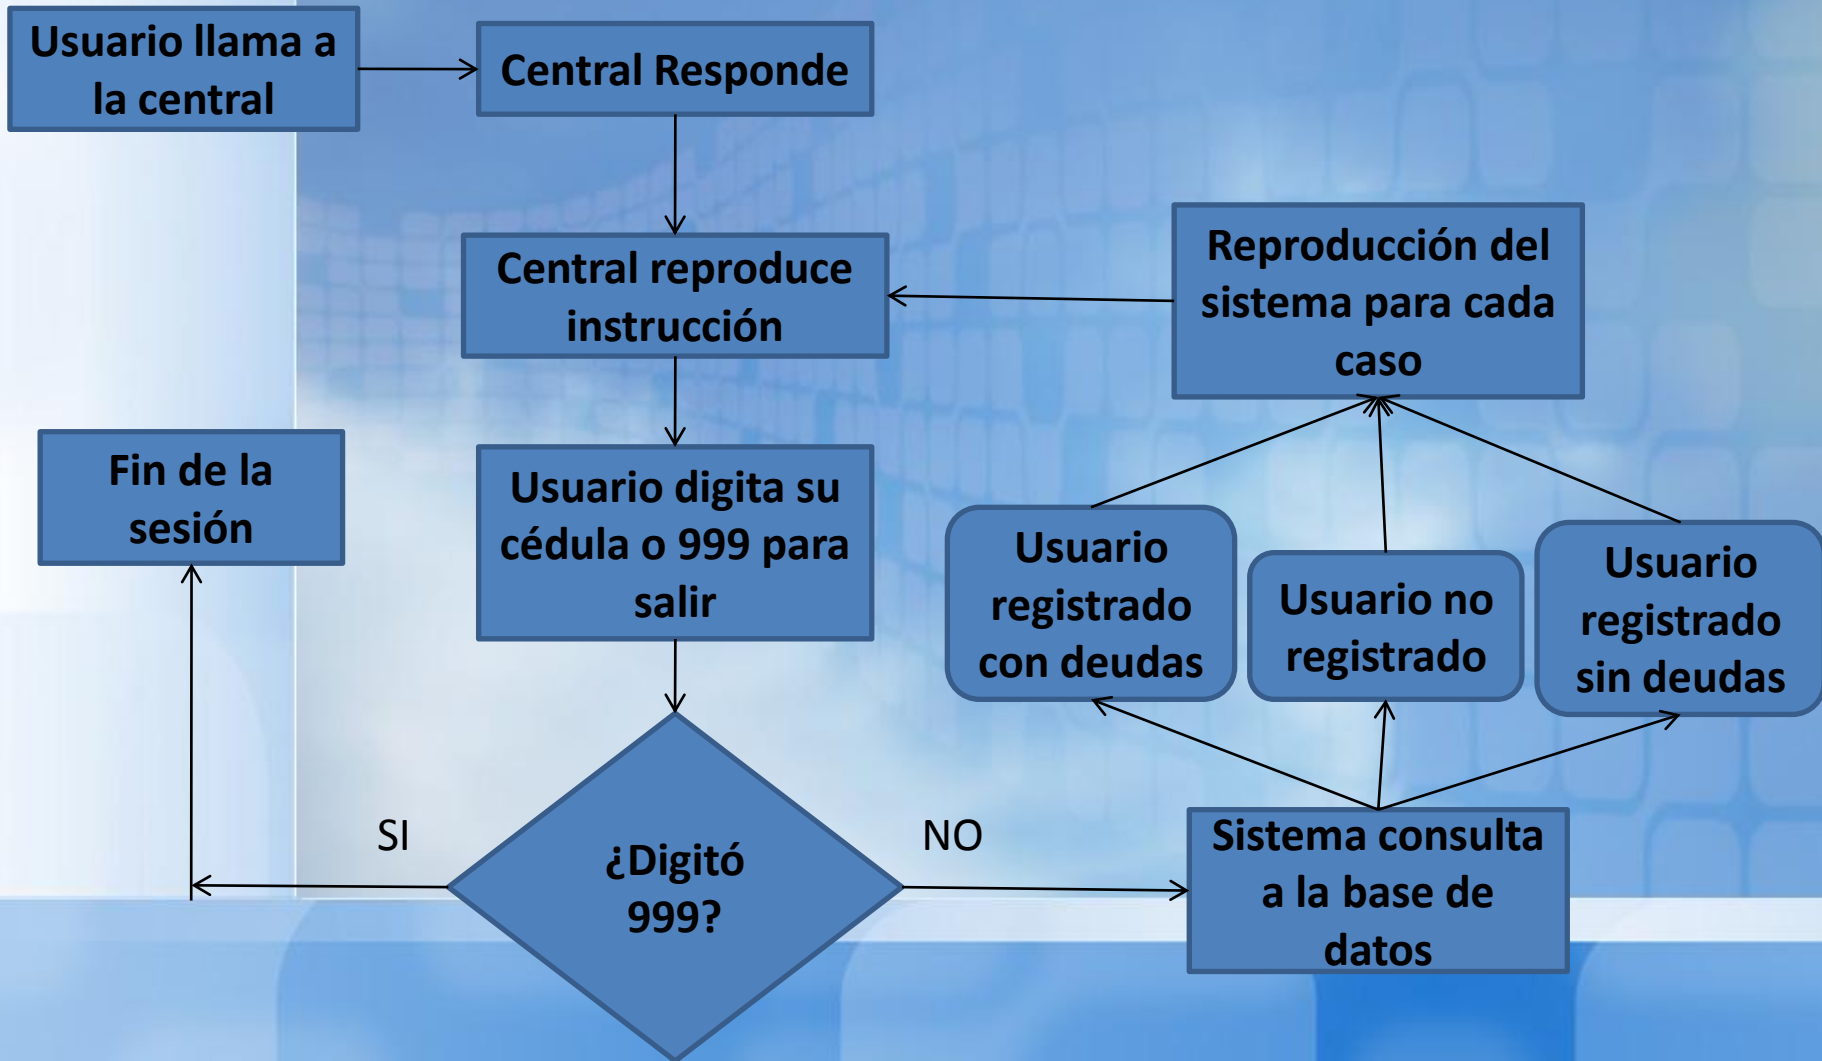 Usuario llama a
la central
Central Responde
Central reproduce
instrucción
Reproducción del
sistema para cada
caso
Fin de la
sesión
Usuario digita su
cédula o 999 para
salir
Usuario
registrado
con deudas
Usuario no
registrado
Usuario
registrado
sin deudas
SI
¿Digitó
999?
NO
Sistema consulta
a la base de
datos